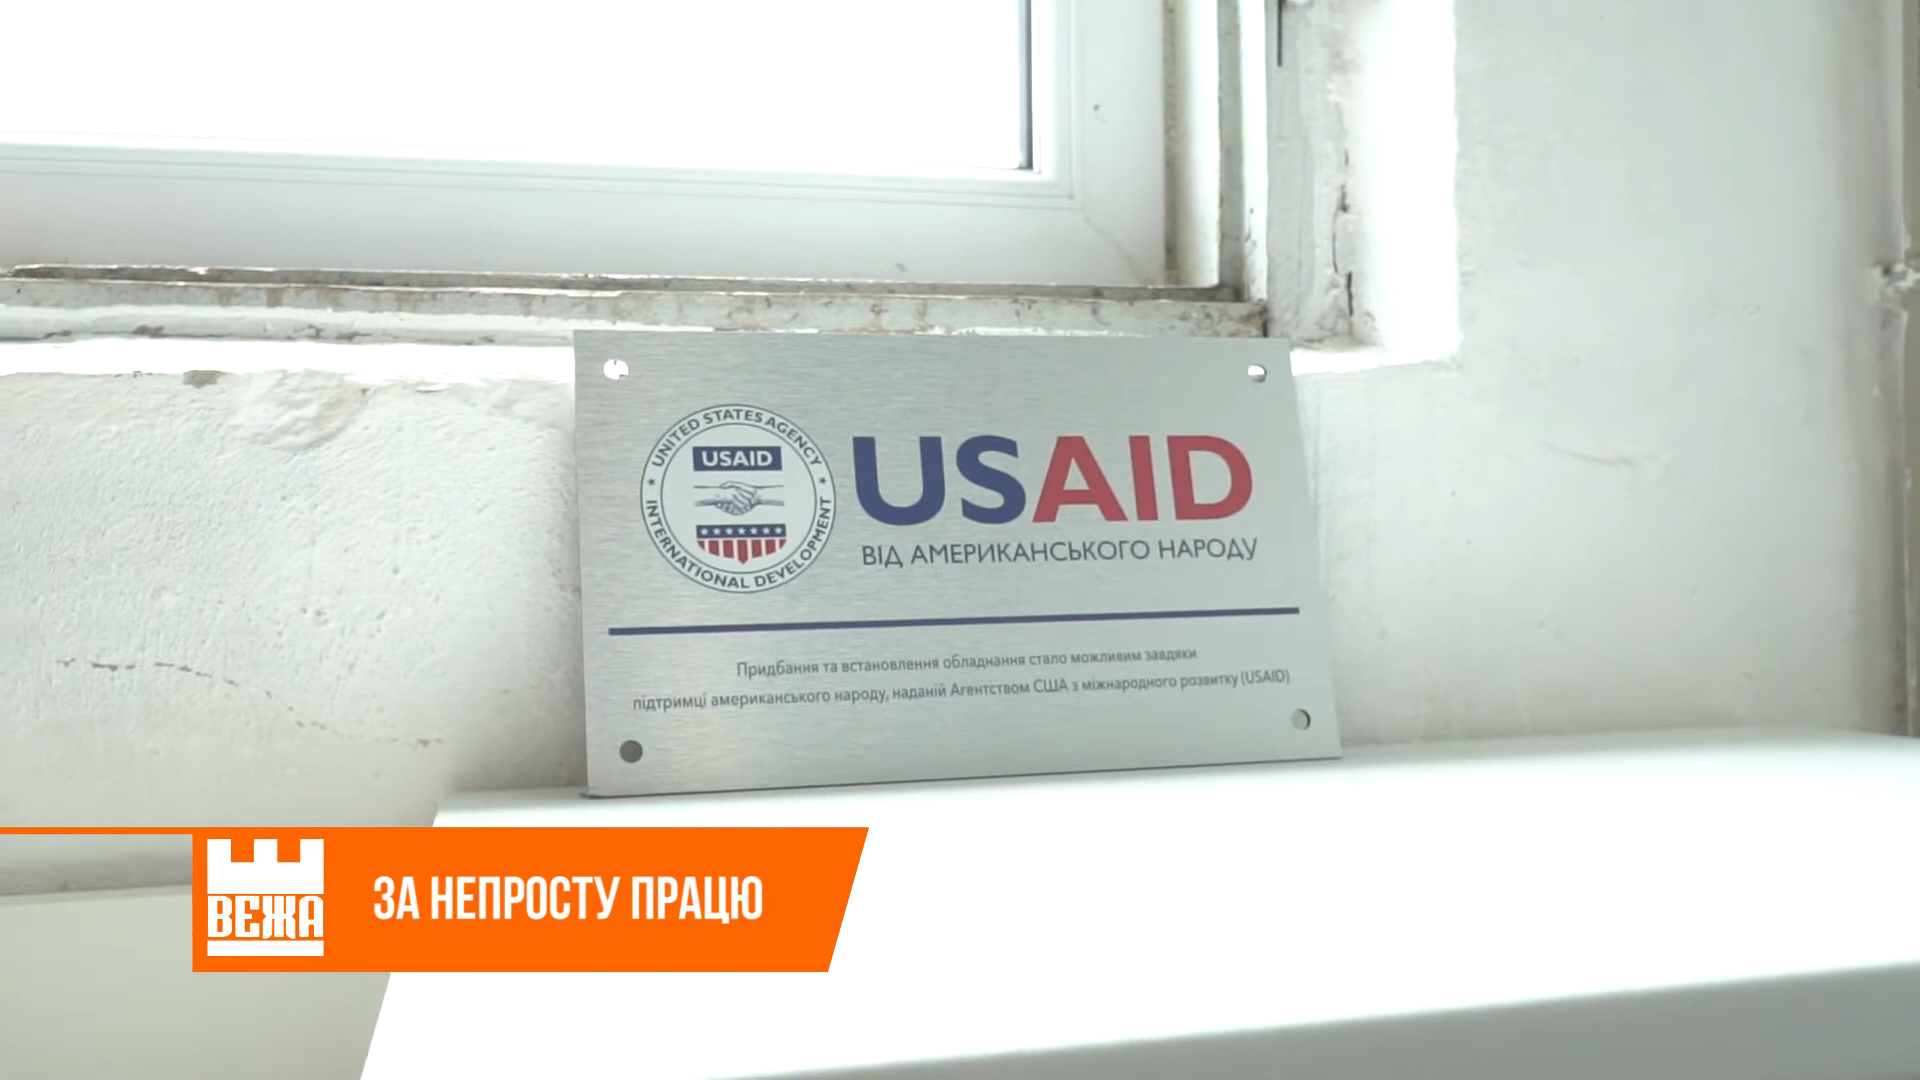 UNITED STATES AGENCY
USAID
INTERNATIONAL DEVELOPMENT
USAID
ВІД АМЕРИКАНСЬКОГО НАРОДУ
Придбання та встановлення обладнання стало можливим завдяки
підтримці американського народу, наданій Агентством США з міжнародного розвитку (USAID)
ВЕЖА
ЗА НЕПРОСТУ ПРАЦЮ